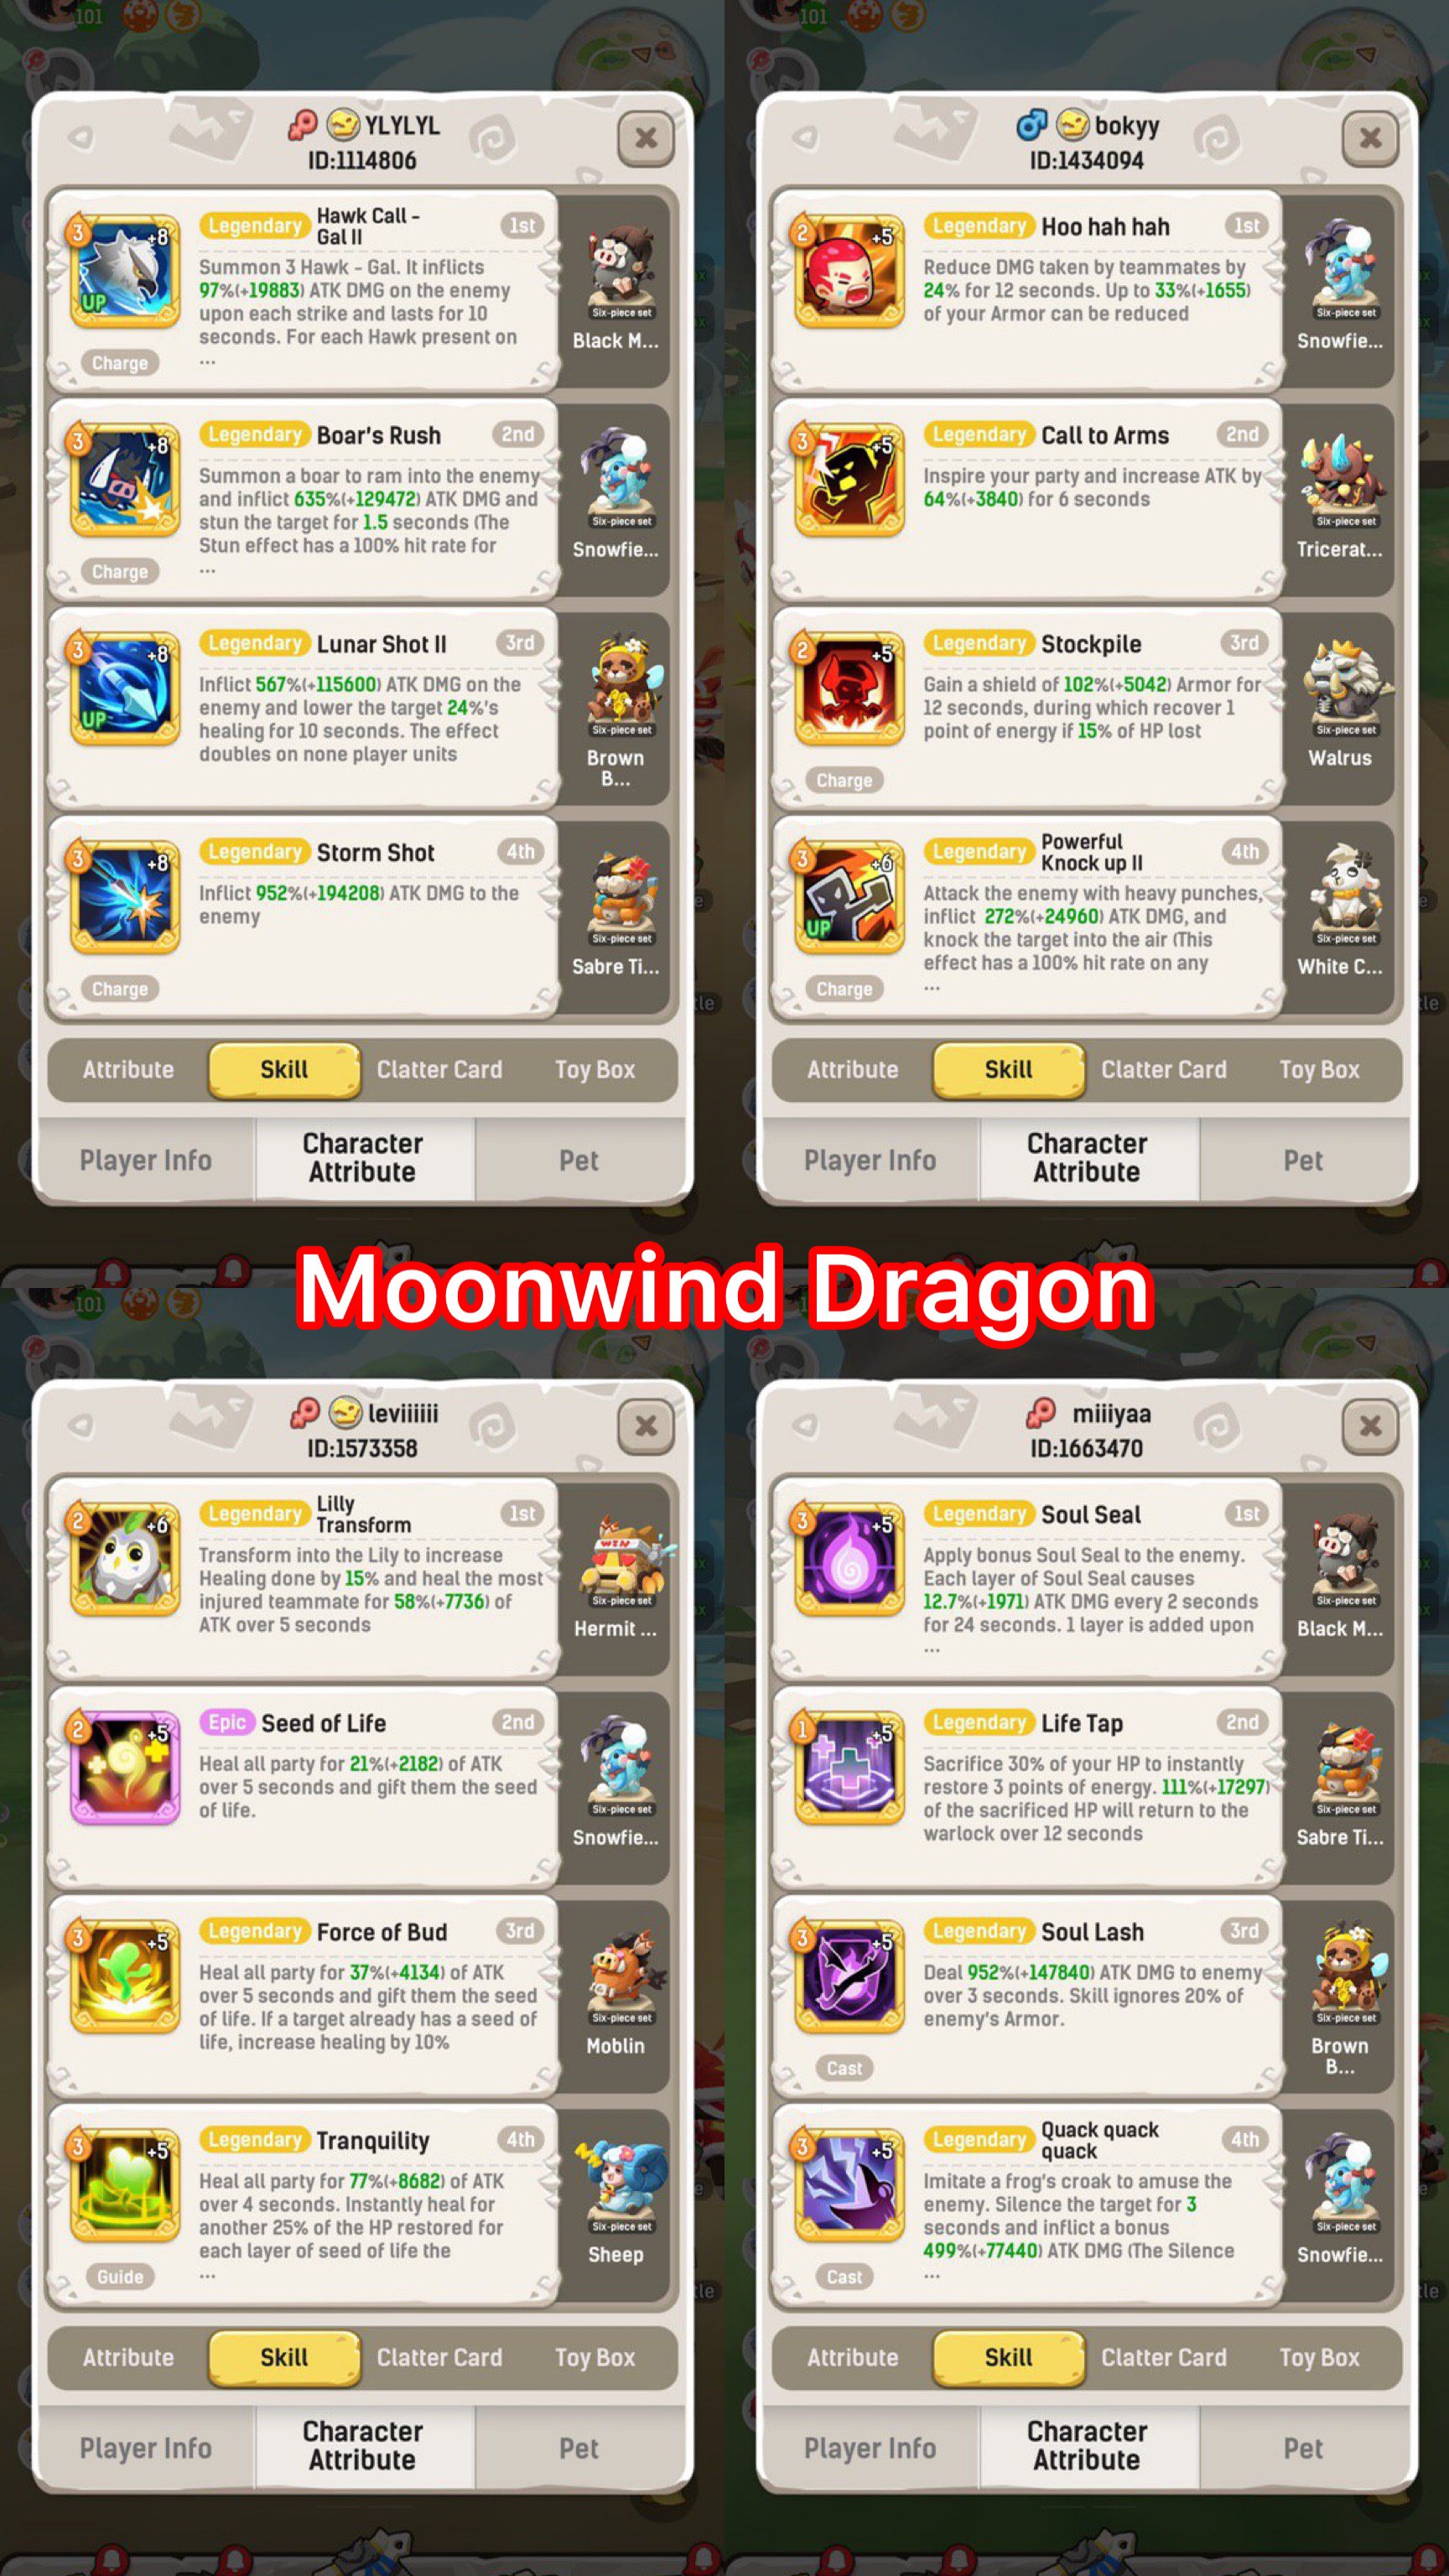 101
YLYLYL
ID:1114806
3
+8
UP
Charge
Legendary
Hawk Call -
Gal II
1st
Summon 3 Hawk - Gal. It inflicts
97%(+19883) ATK DMG on the enemy
upon each strike and lasts for 10
seconds. For each Hawk present on
...
Six-piece set
Black M...
3
+8
Charge
Legendary
Boar's Rush
2nd
Summon a boar to ram into the enemy
and inflict 635%(+129472) ATK DMG and
stun the target for 1.5 seconds (The
Stun effect has a 100% hit rate for
...
Six-piece set
Snowfie...
3
+8
UP
Legendary
Lunar Shot II
3rd
Inflict 567%(+115600) ATK DMG on the
enemy and lower the target 24%'s
healing for 10 seconds. The effect
doubles on none player units
Six-piece set
Brown
B...
3
+8
Charge
Legendary
Storm Shot
4th
Inflict 952%(+194208) ATK DMG to the
enemy
Six-piece set
Sabre Ti...
Attribute
Skill
Clatter Card
Toy Box
Player Info
Character
Attribute
Pet
101
bokyy
ID:1434094
2
+5
Legendary
Hoo hah hah
1st
Reduce DMG taken by teammates by
24% for 12 seconds. Up to 33%(+1655)
of your Armor can be reduced
Six-piece set
Snowfie...
3
+5
Legendary
Call to Arms
2nd
Inspire your party and increase ATK by
64%(+3840) for 6 seconds
Six-piece set
Tricerat...
2
+5
Charge
Legendary
Stockpile
3rd
Gain a shield of 102%(+5042) Armor for
12 seconds, during which recover 1
point of energy if 15% of HP lost
Six-piece set
Walrus
3
+6
UP
Charge
Legendary
Powerful
Knock up II
4th
Attack the enemy with heavy punches,
inflict 272%(+24960) ATK DMG, and
knock the target into the air (This
effect has a 100% hit rate on any
...
Six-piece set
White C...
Attribute
Skill
Clatter Card
Toy Box
Player Info
Character
Attribute
Pet
Moonwind Dragon
101
leviiiiii
ID:1573358
2
+6
Legendary
Lilly
Transform
1st
Transform into the Lily to increase
Healing done by 15% and heal the most
injured teammate for 58%(+7736) of
ATK over 5 seconds
WIN
Six-piece set
Hermit ...
2
+5
Epic
Seed of Life
2nd
Heal all party for 21%(+2182) of ATK
over 5 seconds and gift them the seed
of life.
Six-piece set
Snowfie...
3
+5
Legendary
Force of Bud
3rd
Heal all party for 37%(+4134) of ATK
over 5 seconds and gift them the seed
of life. If a target already has a seed of
life, increase healing by 10%
Six-piece set
Moblin
3
+5
Guide
Legendary
Tranquility
4th
Heal all party for 77%(+8682) of ATK
over 4 seconds. Instantly heal for
another 25% of the HP restored for
each layer of seed of life the
...
Six-piece set
Sheep
Attribute
Skill
Clatter Card
Toy Box
Player Info
Character
Attribute
Pet
miiiyaa
ID:1663470
3
+5
Legendary
Soul Seal
1st
Apply bonus Soul Seal to the enemy.
Each layer of Soul Seal causes
12.7%(+1971) ATK DMG every 2 seconds
for 24 seconds. 1 layer is added upon
...
Six-piece set
Black M...
1
+5
Legendary
Life Tap
2nd
Sacrifice 30% of your HP to instantly
restore 3 points of energy. 111%(+17297)
of the sacrificed HP will return to the
warlock over 12 seconds
Six-piece set
Sabre Ti...
3
+5
Cast
Legendary
Soul Lash
3rd
Deal 952%(+147840) ATK DMG to enemy
over 3 seconds. Skill ignores 20% of
enemy's Armor.
Six-piece set
Brown
B...
3
+5
Cast
Legendary
Quack quack
quack
4th
Imitate a frog's croak to amuse the
enemy. Silence the target for 3
seconds and inflict a bonus
499%(+77440) ATK DMG (The Silence
...
Six-piece set
Snowfie...
Attribute
Skill
Clatter Card
Toy Box
Player Info
Character
Attribute
Pet